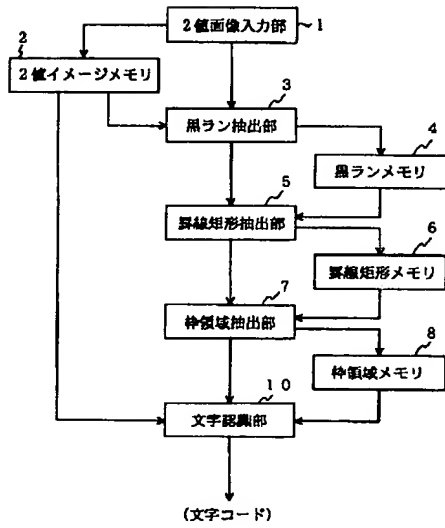 2値画像入力部
1
2
2値イメージメモリ
3
黒ラン抽出部
4
黒ランメモリ
5
罫線矩形抽出部
6
罫線矩形メモリ
7
枠領域抽出部
8
枠領域メモリ
10
文字認識部
(文字コード)